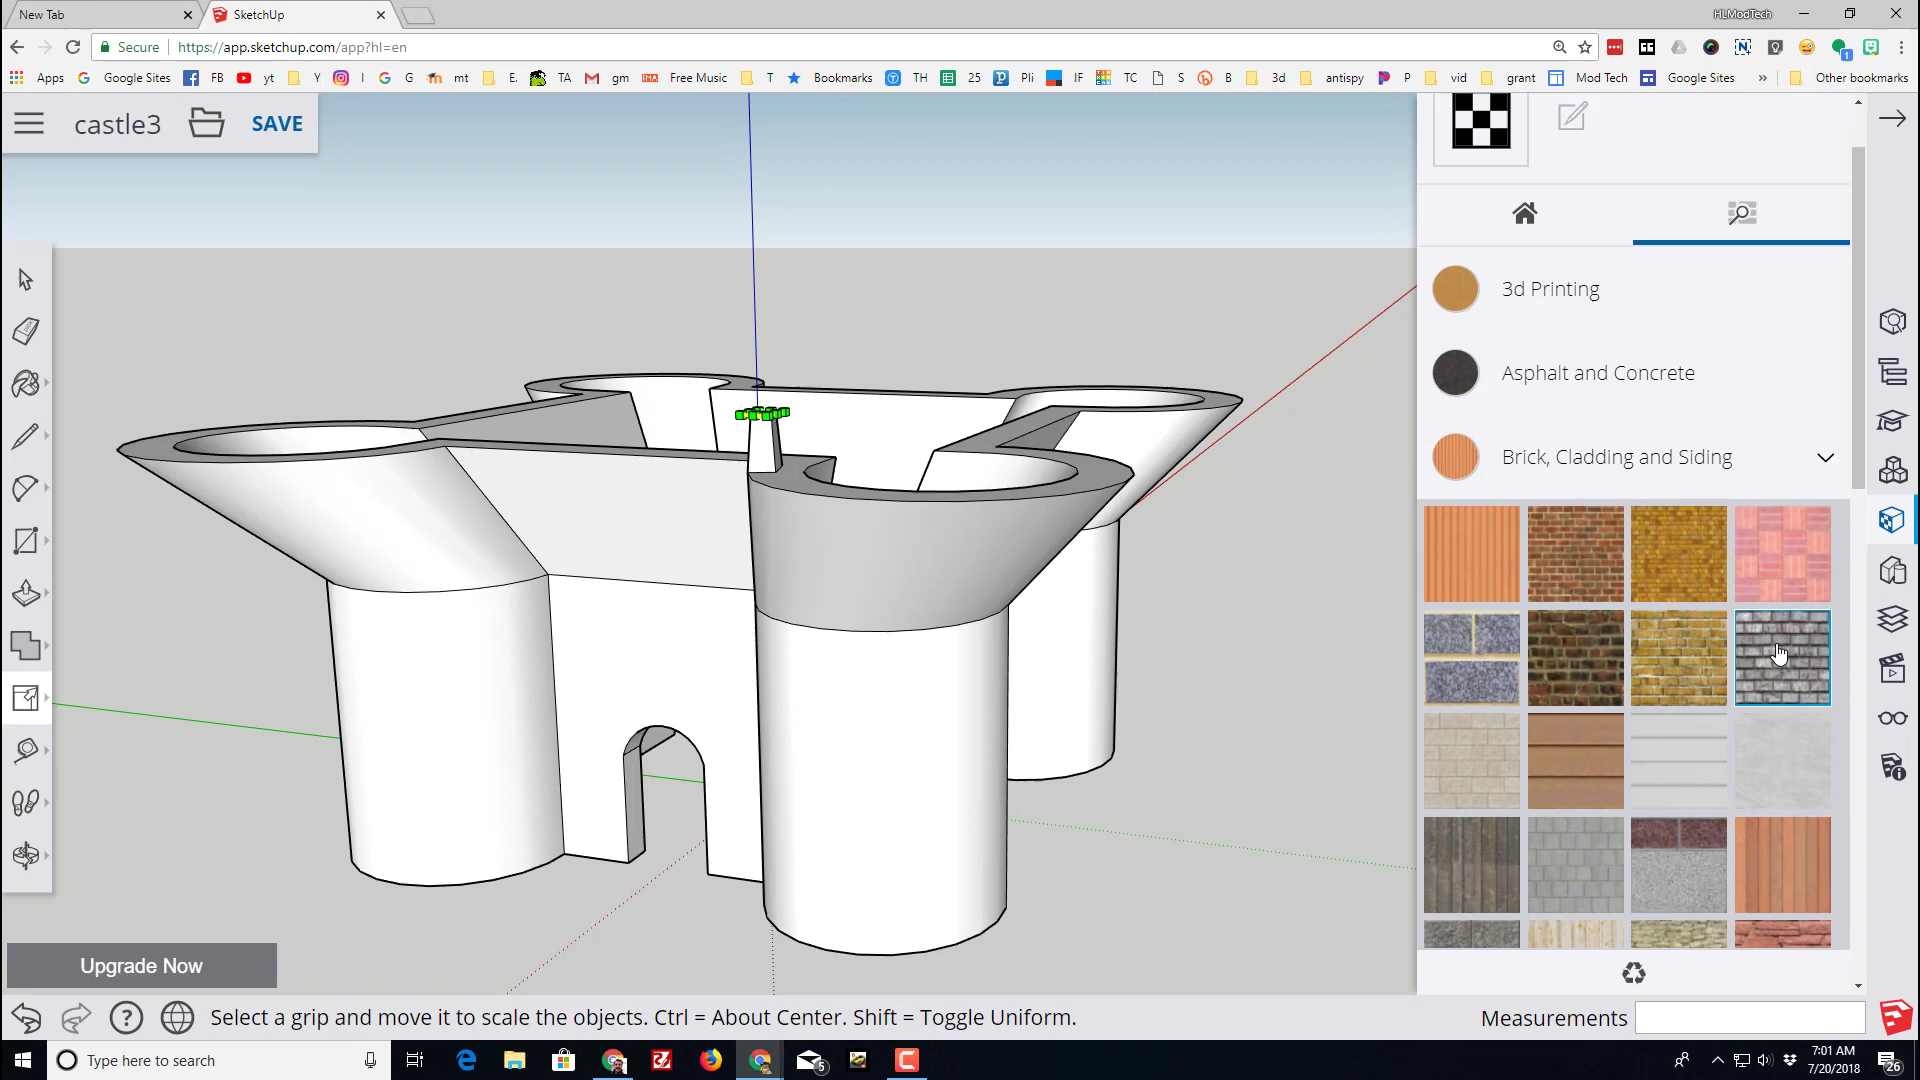 New Tab
SketchUp
HLModTech
Secure
https://app.sketchup.com/app?hl=en
Apps
Google Sites
FB
yt
Y
I
G
G
mt
E.
TA
gm
Free Music
T
Bookmarks
TH
25
Pli
IF
TC
S
B
3d
antispy
P
vid
grant
Mod Tech
Google Sites
»
Other bookmarks
castle3
SAVE
3d Printing
Asphalt and Concrete
Brick, Cladding and Siding
Upgrade Now
Select a grip and move it to scale the objects. Ctrl = About Center. Shift = Toggle Uniform.
Measurements
Type here to search
5
7:01 AM
7/20/2018
26